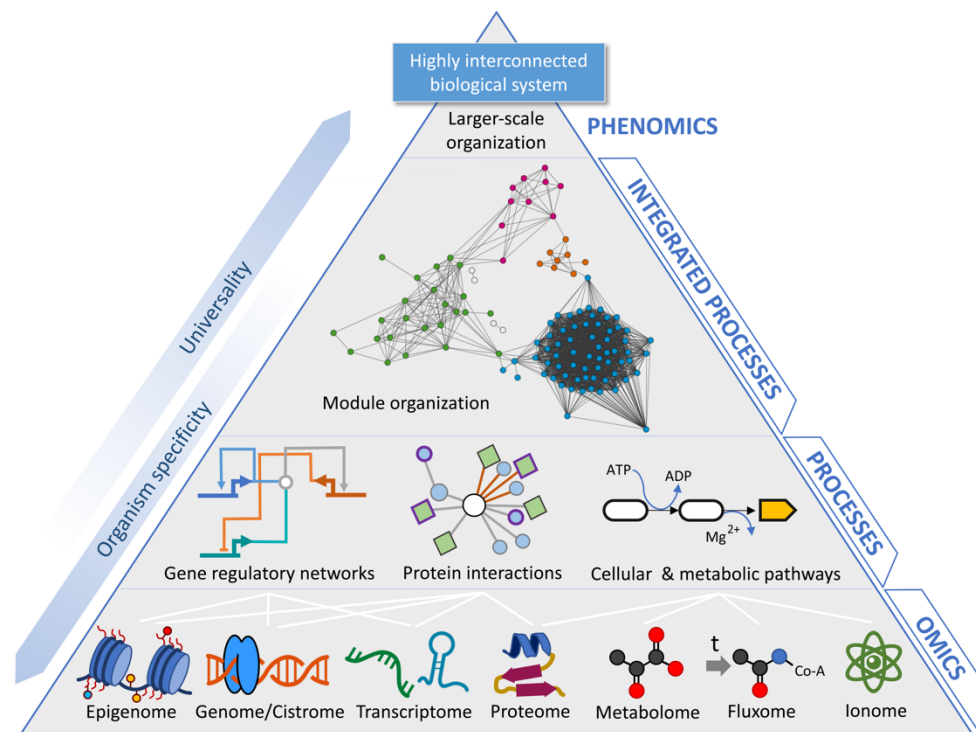 Highly interconnected
biological system
Larger-scale
organization
PHENOMICS
INTEGRATED PROCESSES
Universality
Module organization
Organism specificity
PROCESSES
ATP
ADP
Mg²⁺
Gene regulatory networks
Protein interactions
Cellular & metabolic pathways
OMICS
t
Co-A
Epigenome
Genome/Cistrome
Transcriptome
Proteome
Metabolome
Fluxome
Ionome